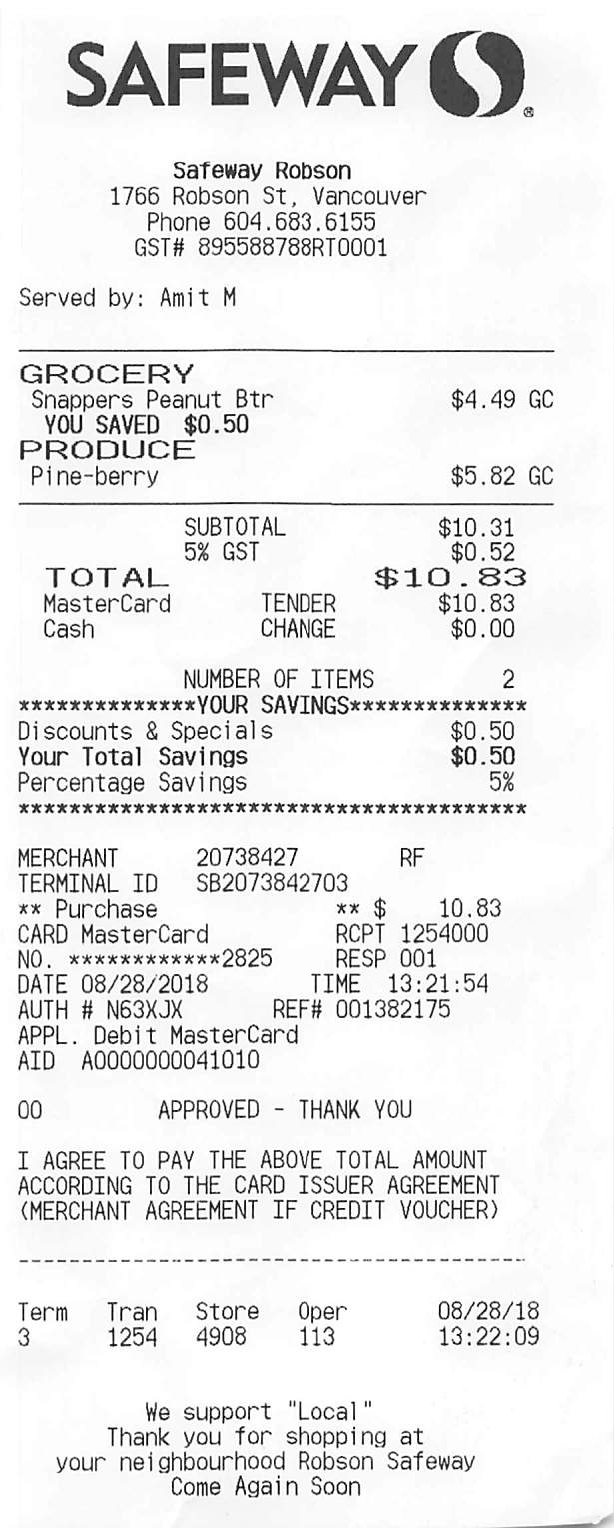 SAFEWAY ®
Safeway Robson
1766 Robson St, Vancouver
Phone 604.683.6155
GST# 895588788RT0001
Served by: Amit M
GROCERY
Snappers Peanut Btr $4.49 GC
YOU SAVED $0.50
PRODUCE
Pine-berry $5.82 GC
SUBTOTAL $10.31
5% GST $0.52
TOTAL $10.83
MasterCard TENDER $10.83
Cash CHANGE $0.00
NUMBER OF ITEMS 2
**************YOUR SAVINGS**************
Discounts & Specials $0.50
Your Total Savings $0.50
Percentage Savings 5%
****************************************
MERCHANT 20738427 RF
TERMINAL ID SB2073842703
** Purchase ** $ 10.83
CARD MasterCard RCPT 1254000
NO. ************2825 RESP 001
DATE 08/28/2018 TIME 13:21:54
AUTH # N63XJX REF# 001382175
APPL. Debit MasterCard
AID A0000000041010
00 APPROVED - THANK YOU
I AGREE TO PAY THE ABOVE TOTAL AMOUNT
ACCORDING TO THE CARD ISSUER AGREEMENT
(MERCHANT AGREEMENT IF CREDIT VOUCHER)
----------------------------------------
Term Tran Store Oper 08/28/18
3 1254 4908 113 13:22:09
We support "Local"
Thank you for shopping at
your neighbourhood Robson Safeway
Come Again Soon